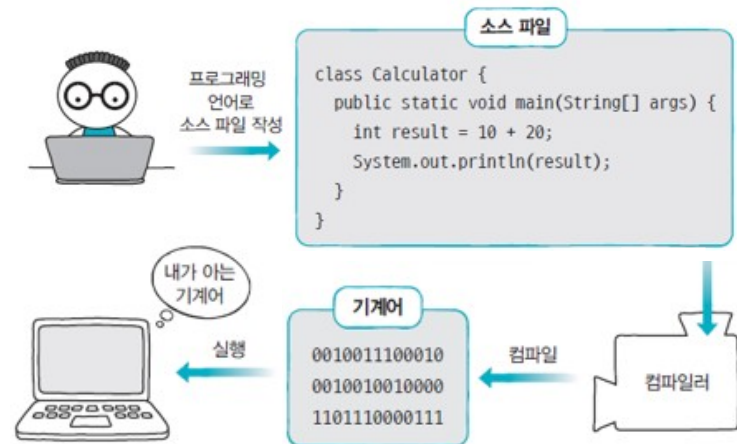 소스 파일
프로그래밍
언어로
소스 파일 작성
class Calculator {
  public static void main(String[] args) {
    int result = 10 + 20;
    System.out.println(result);
  }
}
내가 아는
기계어
실행
기계어
0010011100010
0010010010000
1101110000111
컴파일
컴파일러